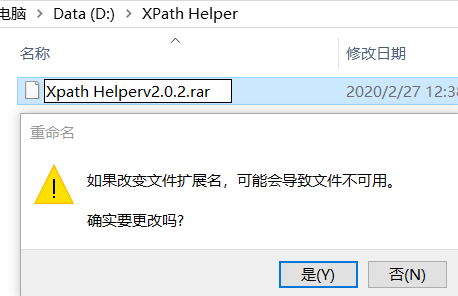 电脑 > Data (D:) > XPath Helper
名称 修改日期
Xpath Helperv2.0.2.rar 2020/2/27 12:38
重命名
如果改变文件扩展名，可能会导致文件不可用。
确实要更改吗?
是(Y) 否(N)